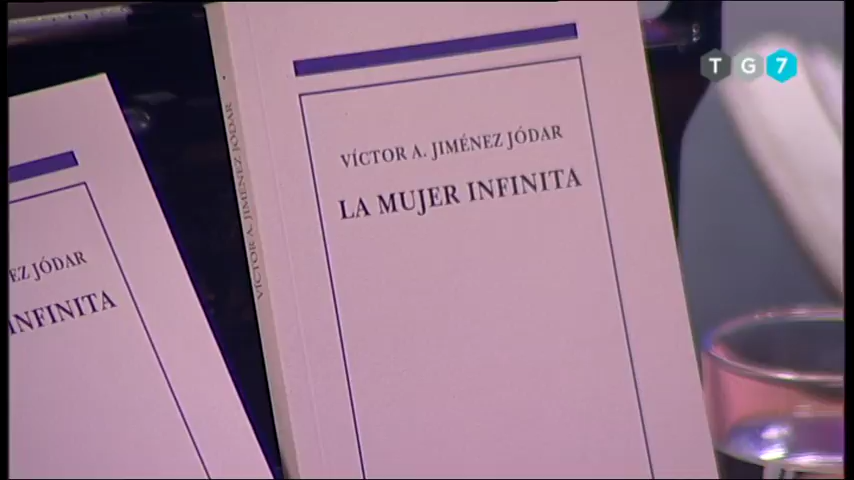 TG7
VÍCTOR A. JIMÉNEZ JÓDAR
LA MUJER INFINITA
VÍCTOR A. JIMÉNEZ JÓDAR
EZ JÓDAR
INFINITA